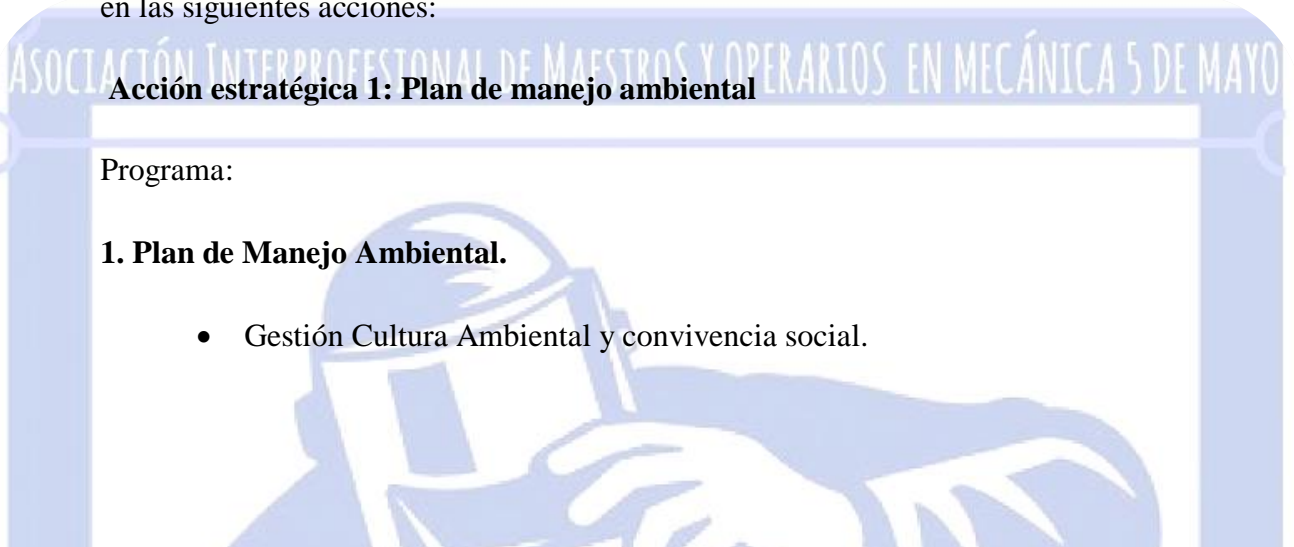 en las siguientes acciones:
ASOCIACIÓN INTERPROFESIONAL DE MAESTROS Y OPERARIOS EN MECÁNICA 5 DE MAYO
Acción estratégica 1: Plan de manejo ambiental
Programa:
1. Plan de Manejo Ambiental.
• Gestión Cultura Ambiental y convivencia social.